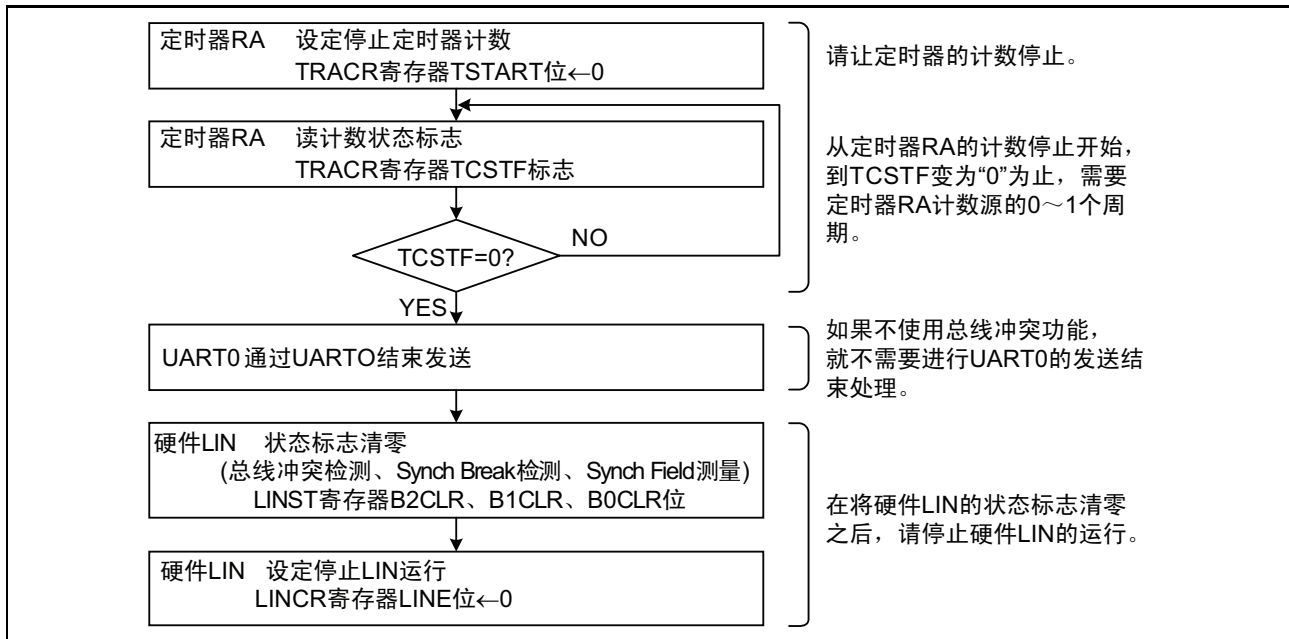 定时器RA 设定停止定时器计数
TRACR寄存器TSTART位←0
请让定时器的计数停止。
定时器RA 读计数状态标志
TRACR寄存器TCSTF标志
从定时器RA的计数停止开始，
到TCSTF变为“0”为止，需要
定时器RA计数源的0～1个周
期。
TCSTF=0?
NO
YES
UART0 通过UARTO结束发送
如果不使用总线冲突功能，
就不需要进行UART0的发送结
束处理。
硬件LIN 状态标志清零
(总线冲突检测、Synch Break检测、Synch Field测量)
LINST寄存器B2CLR、B1CLR、B0CLR位
在将硬件LIN的状态标志清零
之后，请停止硬件LIN的运行。
硬件LIN 设定停止LIN运行
LINCR寄存器LINE位←0